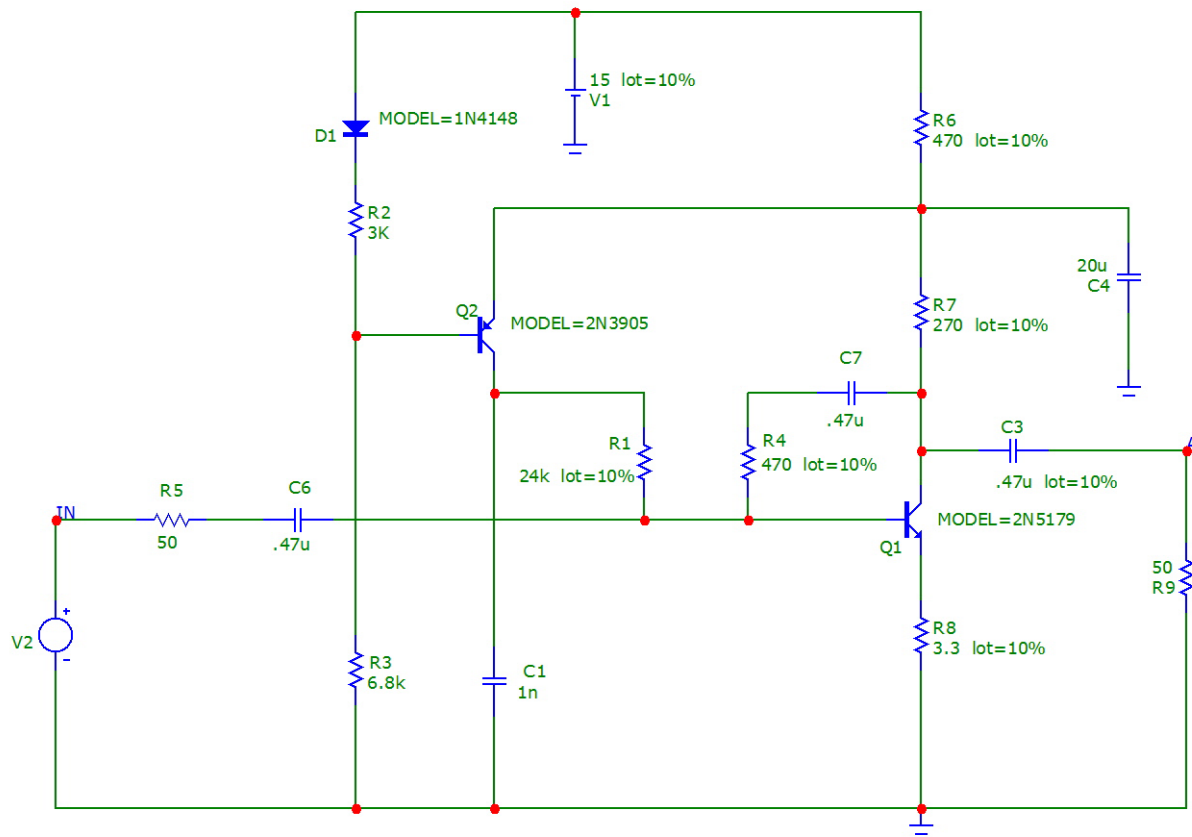 15 lot=10%
V1
MODEL=1N4148
D1
R6
470 lot=10%
R2
3K
20u
C4
Q2
MODEL=2N3905
R7
270 lot=10%
C7
.47u
R1
24k lot=10%
R4
470 lot=10%
C3
.47u lot=10%
IN
R5
50
C6
.47u
MODEL=2N5179
Q1
50
R9
V2
+
-
R8
3.3 lot=10%
R3
6.8k
C1
1n